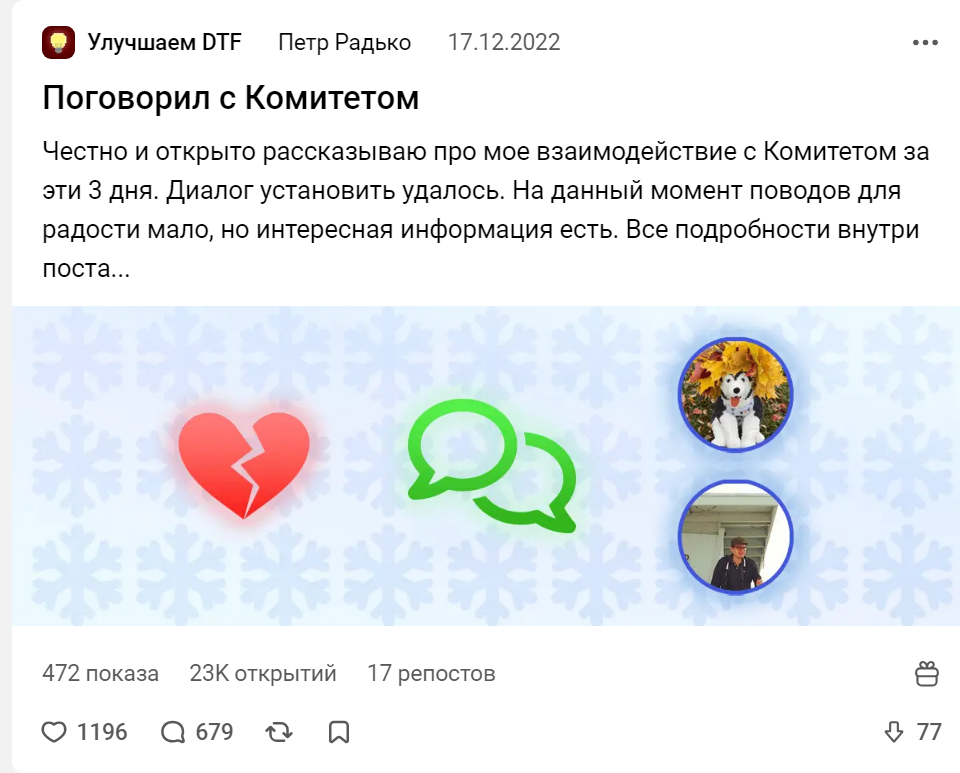 Улучшаем DTF Петр Радько 17.12.2022
Поговорил с Комитетом
Честно и открыто рассказываю про мое взаимодействие с Комитетом за
эти 3 дня. Диалог установить удалось. На данный момент поводов для
радости мало, но интересная информация есть. Все подробности внутри
поста...
472 показа 23K открытий 17 репостов
1196 679 77